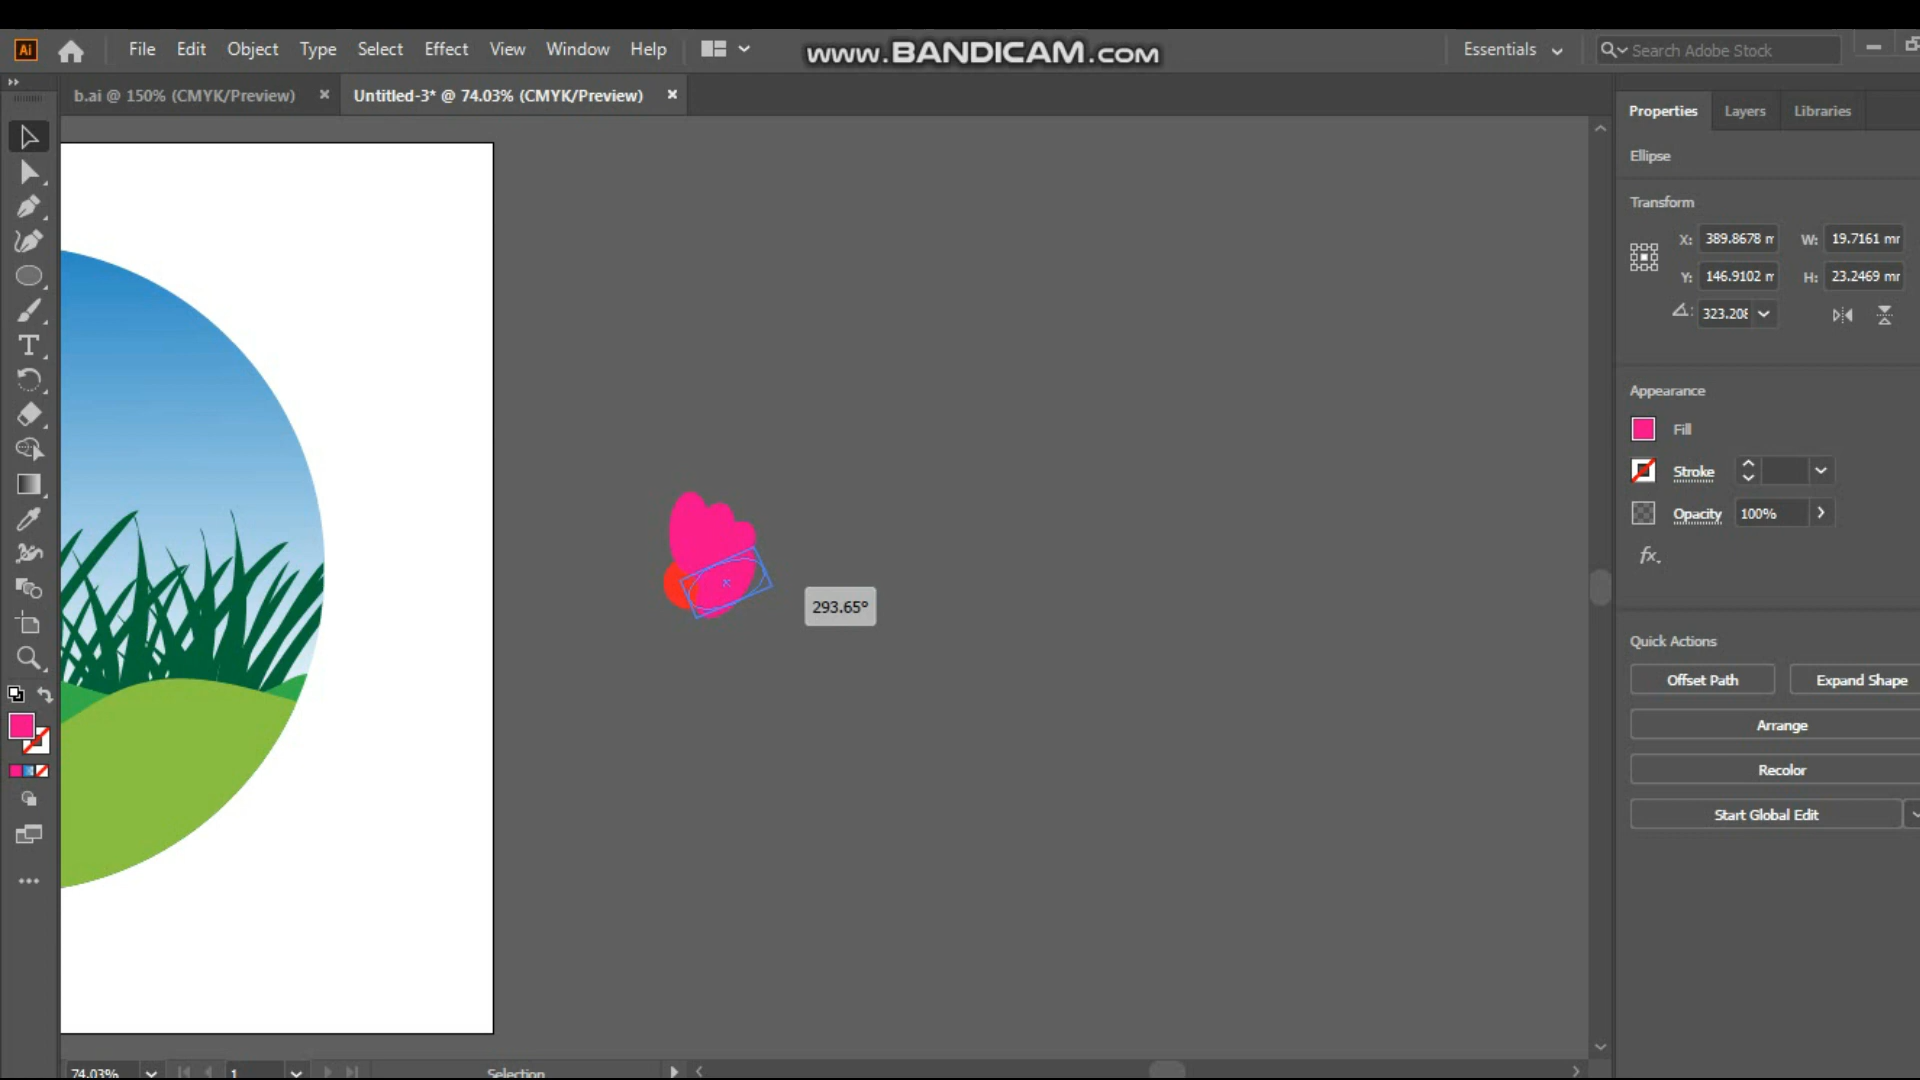 Ai File Edit Object Type Select Effect View Window Help www.BANDICAM.com Essentials Search Adobe Stock
b.ai @ 150% (CMYK/Preview) × Untitled-3* @ 74.03% (CMYK/Preview) ×
Properties Layers Libraries
Ellipse
Transform
X: 389.8678 m W: 19.7161 mr
Y: 146.9102 m H: 23.2469 mr
323.208
Appearance
Fill
Stroke
Opacity 100%
fx.
293.65°
Quick Actions
Offset Path Expand Shape
Arrange
Recolor
Start Global Edit
74.03% 1 Selection